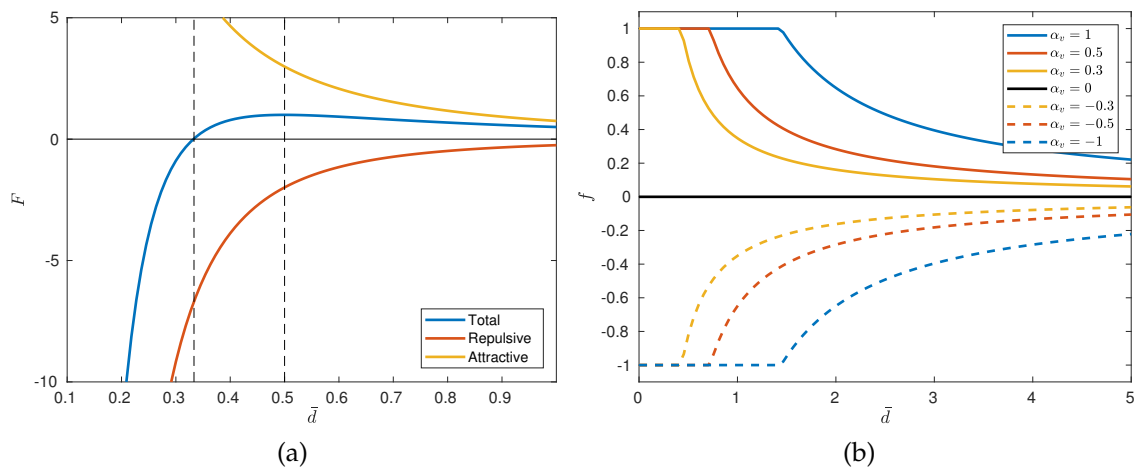 5
0
-5
-10
F
0.1 0.2 0.3 0.4 0.5 0.6 0.7 0.8 0.9
d̄
Total
Repulsive
Attractive
(a)
1
0.8
0.6
0.4
0.2
0
-0.2
-0.4
-0.6
-0.8
-1
f
0 1 2 3 4 5
d̄
α_v = 1
α_v = 0.5
α_v = 0.3
α_v = 0
α_v = −0.3
α_v = −0.5
α_v = −1
(b)